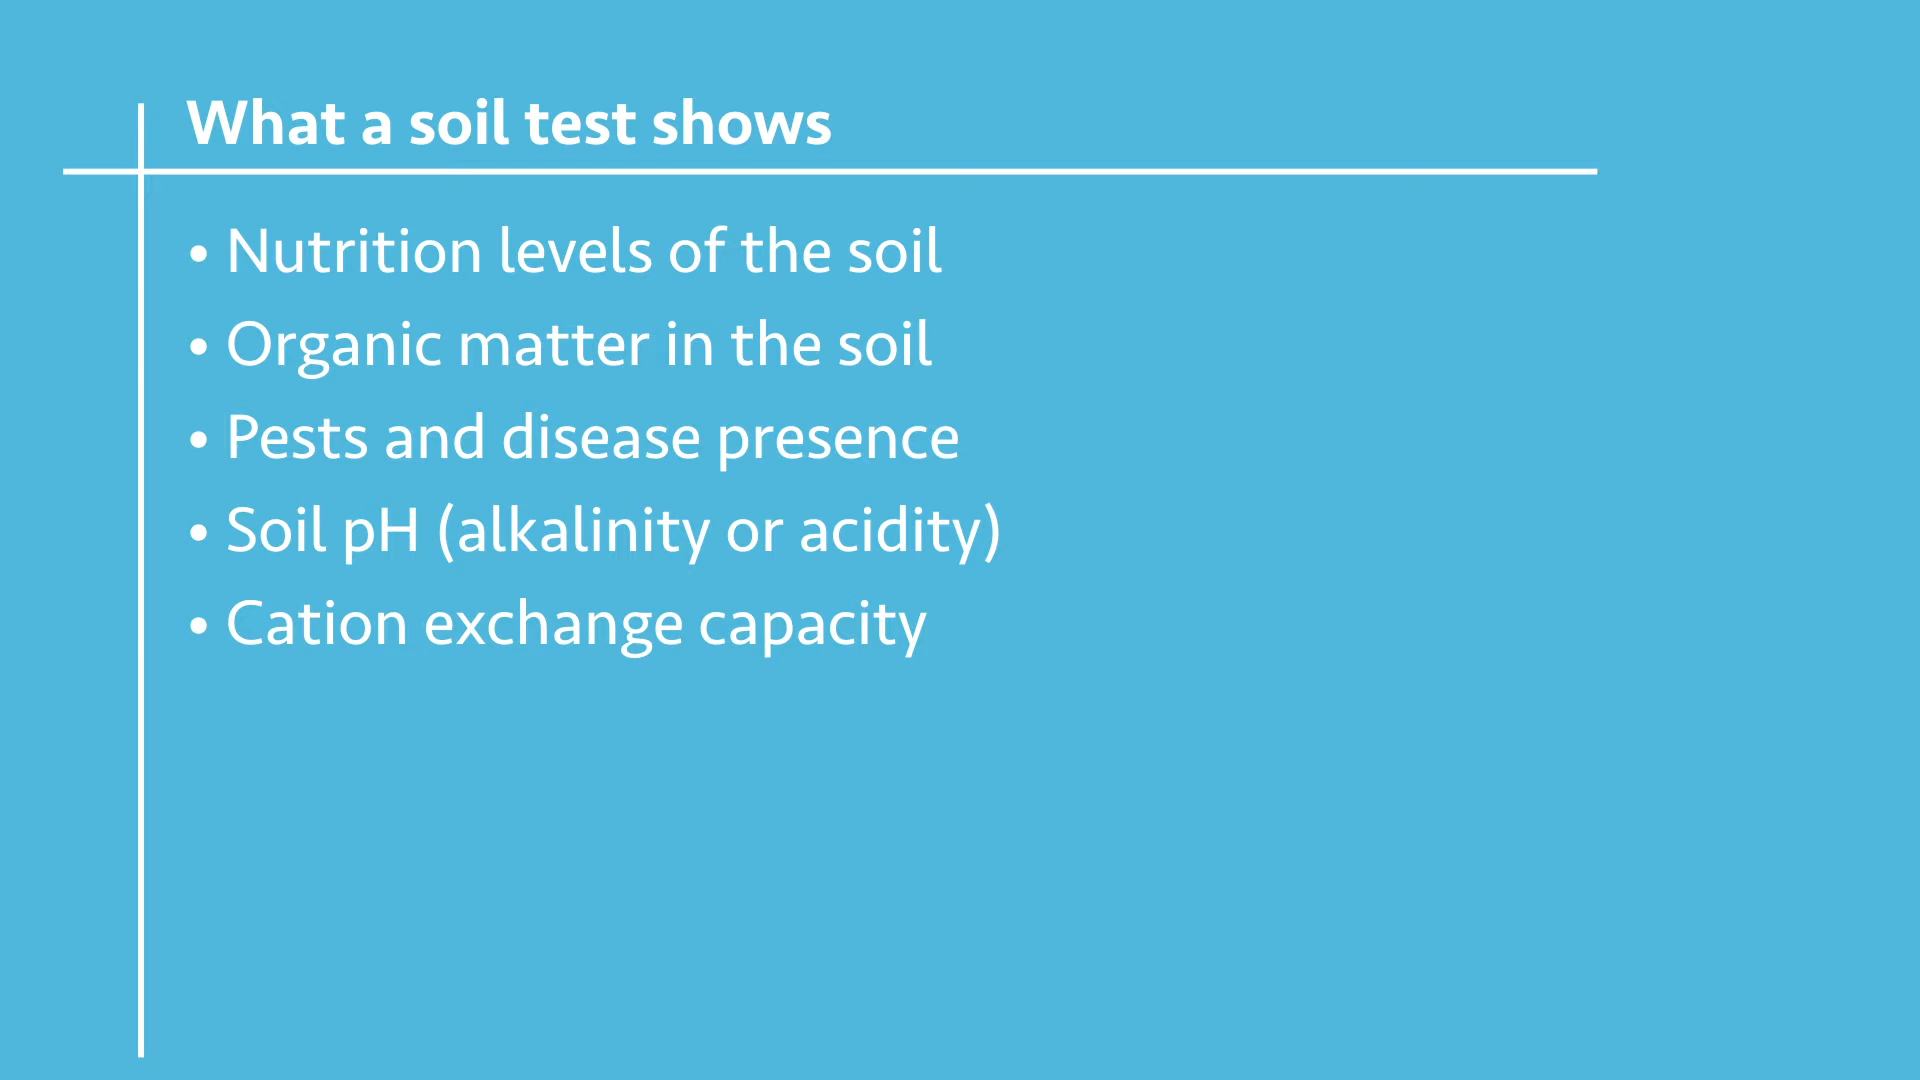 What a soil test shows
• Nutrition levels of the soil
• Organic matter in the soil
• Pests and disease presence
• Soil pH (alkalinity or acidity)
• Cation exchange capacity